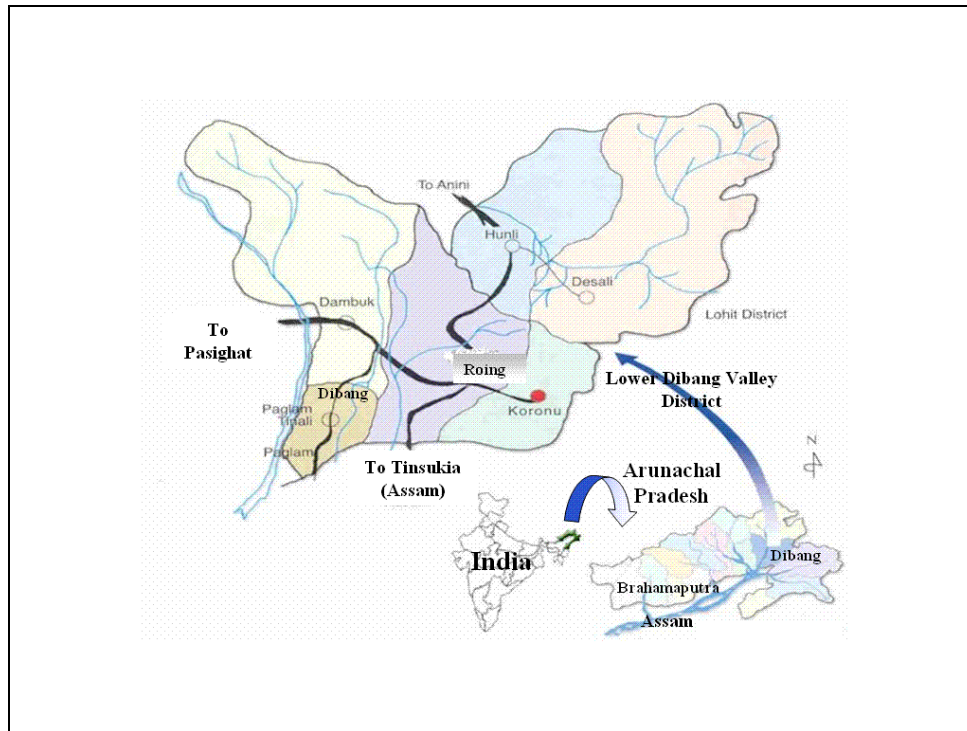 To Anini
Hunli
Desali
Dambuk
Lohit District
To
Pasighat
Roing
Lower Dibang Valley
District
Dibang
Koronu
Paglam
Tinali
Paglam
To Tinsukia
(Assam)
N
Arunachal
Pradesh
India
Dibang
Brahamaputra
Assam